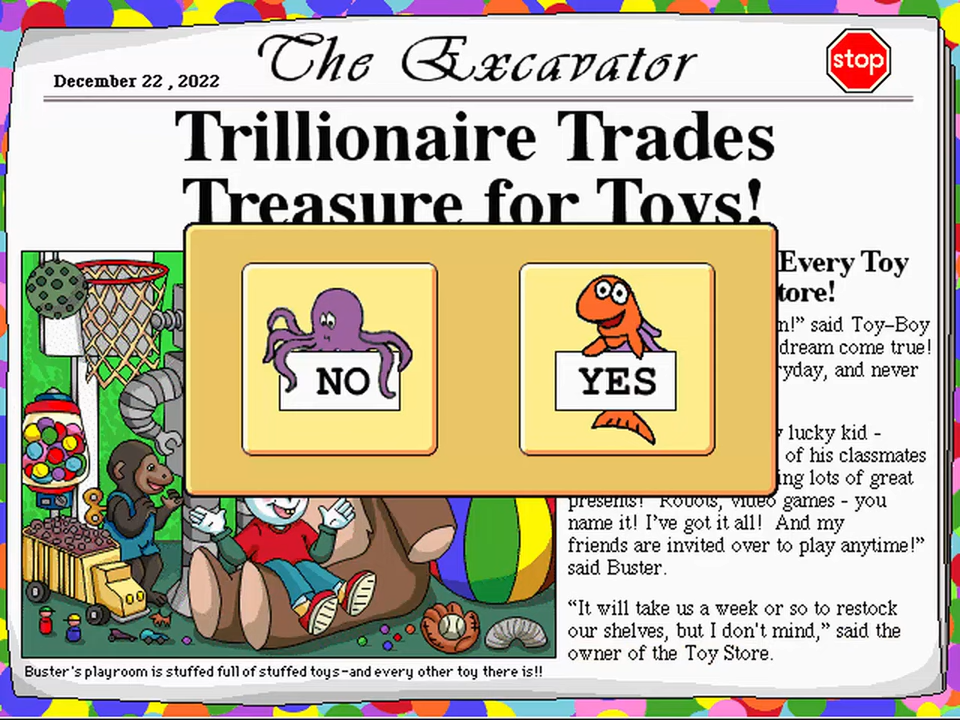 The Excavator
stop
December 22 , 2022
Trillionaire Trades
Treasure for Toys!
Every Toy
tore!
n!” said Toy–Boy
dream come true!
ryday, and never
lucky kid -
of his classmates
ing lots of great
presents! Robots, video games - you
name it! I've got it all! And my
friends are invited over to play anytime!”
said Buster.
“It will take us a week or so to restock
our shelves, but I don't mind,” said the
owner of the Toy Store.
NO
YES
Buster's playroom is stuffed full of stuffed toys–and every other toy there is!!